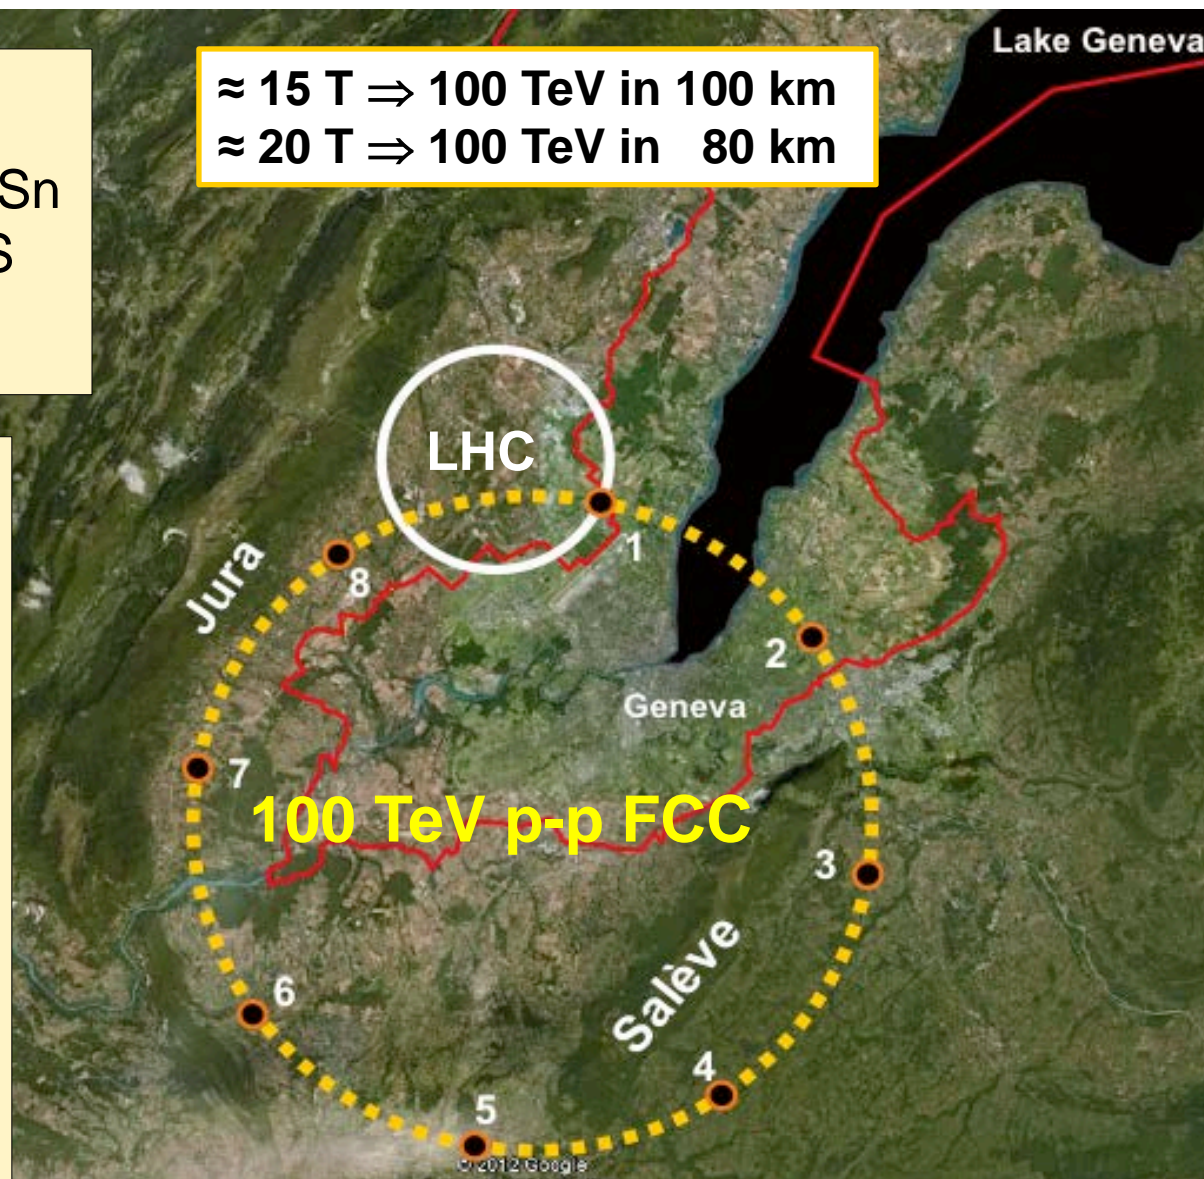 Lake Geneva
≈ 15 T ⇒ 100 TeV in 100 km
≈ 20 T ⇒ 100 TeV in 80 km
Sn
S
LHC
1
8
Jura
2
Geneva
7
100 TeV p-p FCC
3
Salève
6
4
5
© 2012 Google